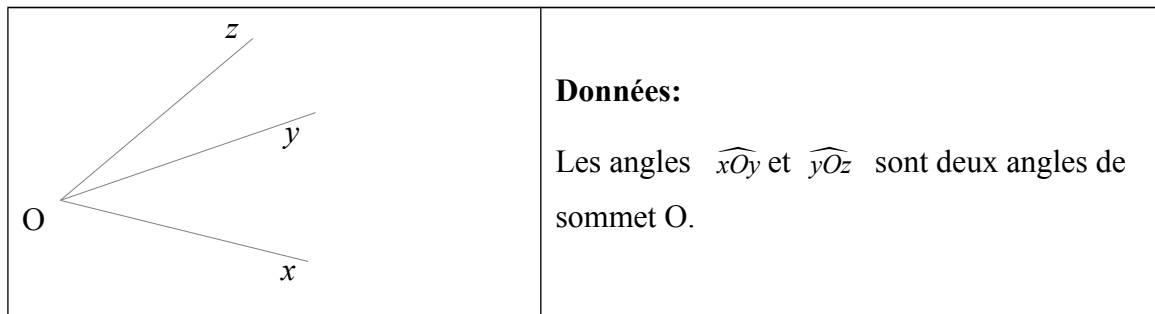 z
y
O
x
Données:
Les angles xOy et yOz sont deux angles de
sommet O.